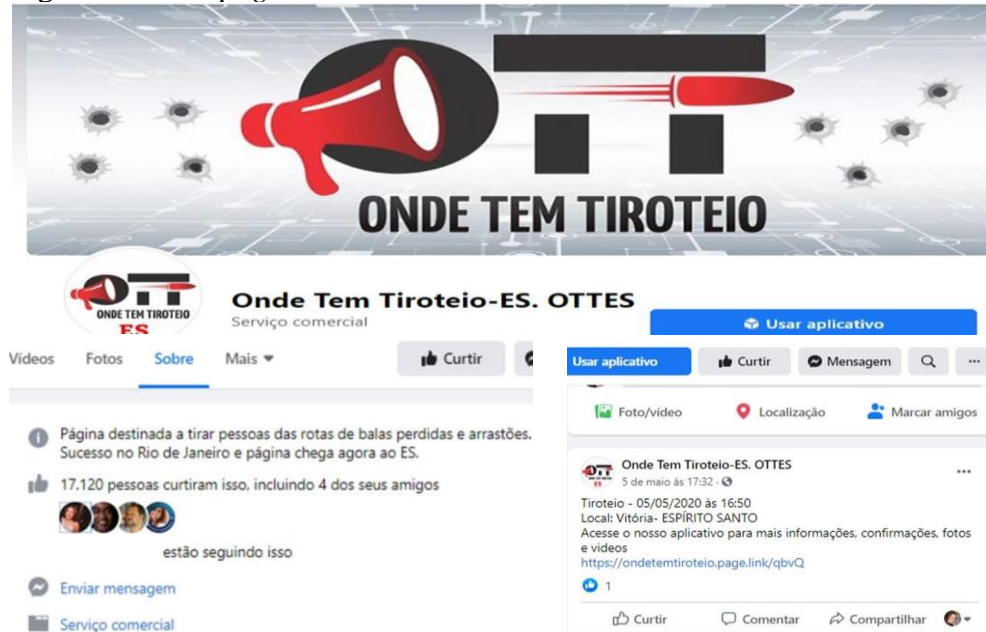 OTT
ONDE TEM TIROTEIO
OTT
ONDE TEM TIROTEIO
ES
Onde Tem Tiroteio-ES. OTTES
Serviço comercial
Usar aplicativo
Vídeos Fotos Sobre Mais
Curtir
Página destinada a tirar pessoas das rotas de balas perdidas e arrastões.
Sucesso no Rio de Janeiro e página chega agora ao ES.
17.120 pessoas curtiram isso, incluindo 4 dos seus amigos
estão seguindo isso
Enviar mensagem
Serviço comercial
Usar aplicativo Curtir Mensagem
Foto/vídeo Localização Marcar amigos
Onde Tem Tiroteio-ES. OTTES
5 de maio às 17:32 ·
Tiroteio - 05/05/2020 às 16:50
Local: Vitória- ESPÍRITO SANTO
Acesse o nosso aplicativo para mais informações, confirmações, fotos
e videos
https://ondetemtiroteio.page.link/qbvQ
1
Curtir Comentar Compartilhar